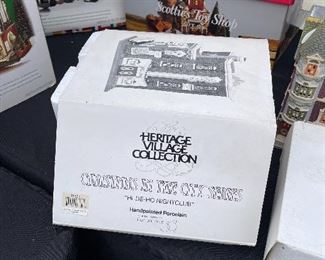 Scottie's Toy Shop
HERITAGE
VILLAGE
COLLECTION
CHRISTMAS IN THE CITY SERIES
"HI-DE-HO NIGHTCLUB"
Handpainted Porcelain